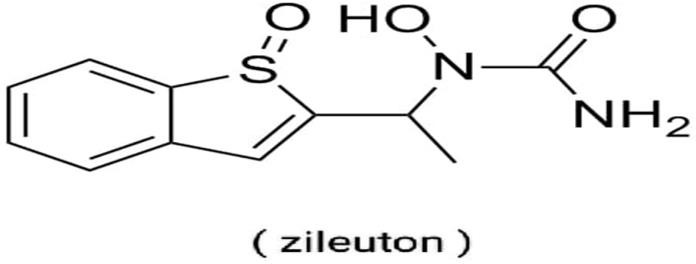 O HO O
S N
NH2
( zileuton )